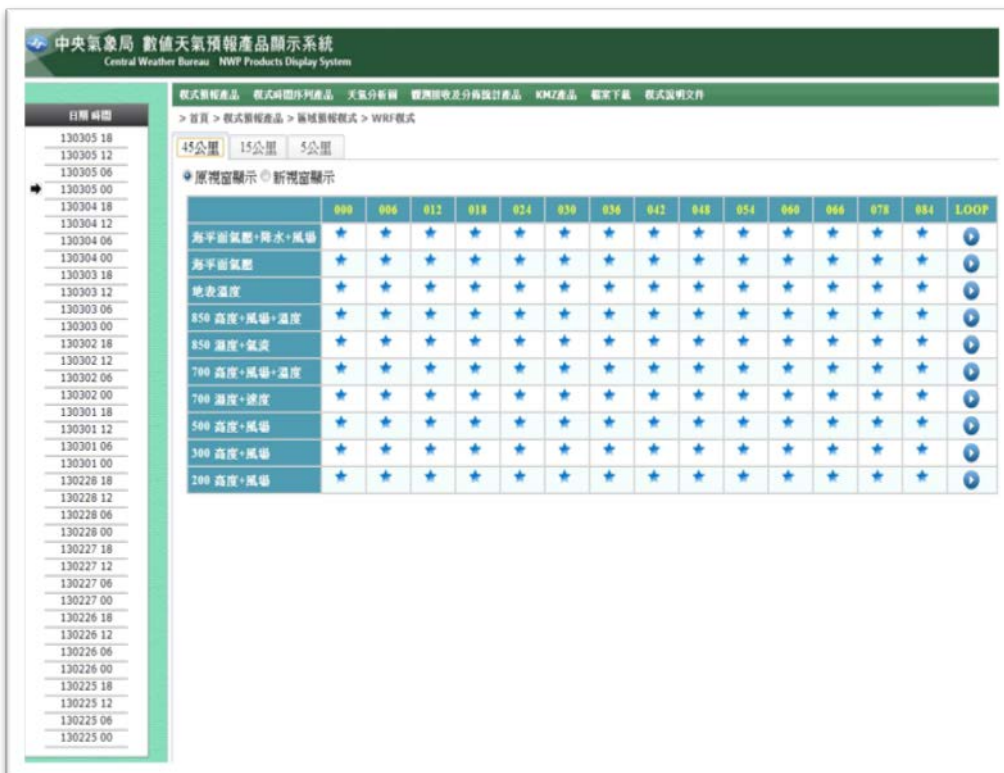 中央氣象局 數值天氣預報產品顯示系統
Central Weather Bureau NWP Products Display System
模式預報產品 模式時間序列產品 天氣分析圖 觀測接收及分佈統計產品 KMZ產品 檔案下載 模式說明文件
日期 時間
> 首頁 > 模式預報產品 > 區域預報模式 > WRF模式
130305 18
130305 12
130305 06
130305 00
130304 18
130304 12
130304 06
130304 00
130303 18
130303 12
130303 06
130303 00
130302 18
130302 12
130302 06
130302 00
130301 18
130301 12
130301 06
130301 00
130228 18
130228 12
130228 06
130228 00
130227 18
130227 12
130227 06
130227 00
130226 18
130226 12
130226 06
130226 00
130225 18
130225 12
130225 06
130225 00
45公里 15公里 5公里
原視窗顯示 新視窗顯示
000 006 012 018 024 030 036 042 048 054 060 066 078 084 LOOP
海平面氣壓+降水+風場
海平面氣壓
地表溫度
850 高度+風場+溫度
850 濕度+氣流
700 高度+風場+溫度
700 濕度+速度
500 高度+風場
300 高度+風場
200 高度+風場